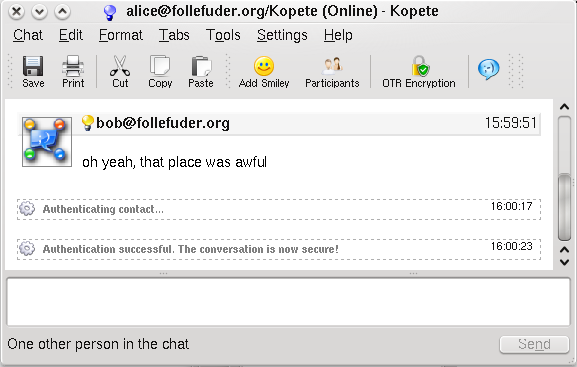 alice@follefuder.org/Kopete (Online) - Kopete
Chat Edit Format Tabs Tools Settings Help
Save Print Cut Copy Paste Add Smiley Participants OTR Encryption
bob@follefuder.org 15:59:51
oh yeah, that place was awful
Authenticating contact... 16:00:17
Authentication successful. The conversation is now secure! 16:00:23
One other person in the chat Send